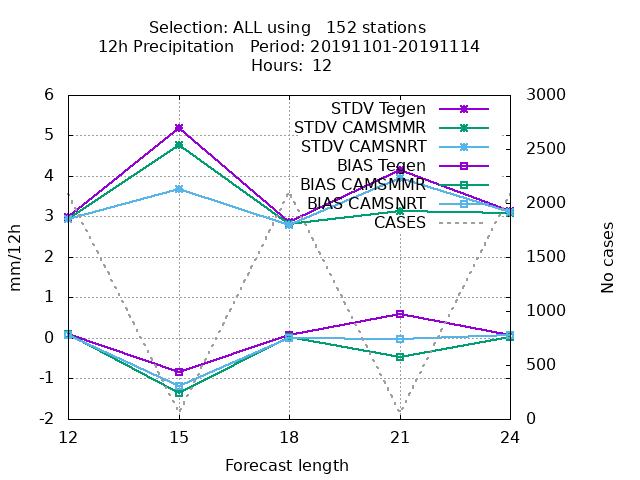 Selection: ALL using   152 stations
12h Precipitation   Period: 20191101-20191114
Hours:  12
6
5
4
3
2
1
0
-1
-2
mm/12h
3000
2500
2000
1500
1000
500
0
No cases
STDV Tegen
STDV CAMSMMR
STDV CAMSNRT
BIAS Tegen
BIAS CAMSMMR
BIAS CAMSNRT
CASES
12 15 18 21 24
Forecast length